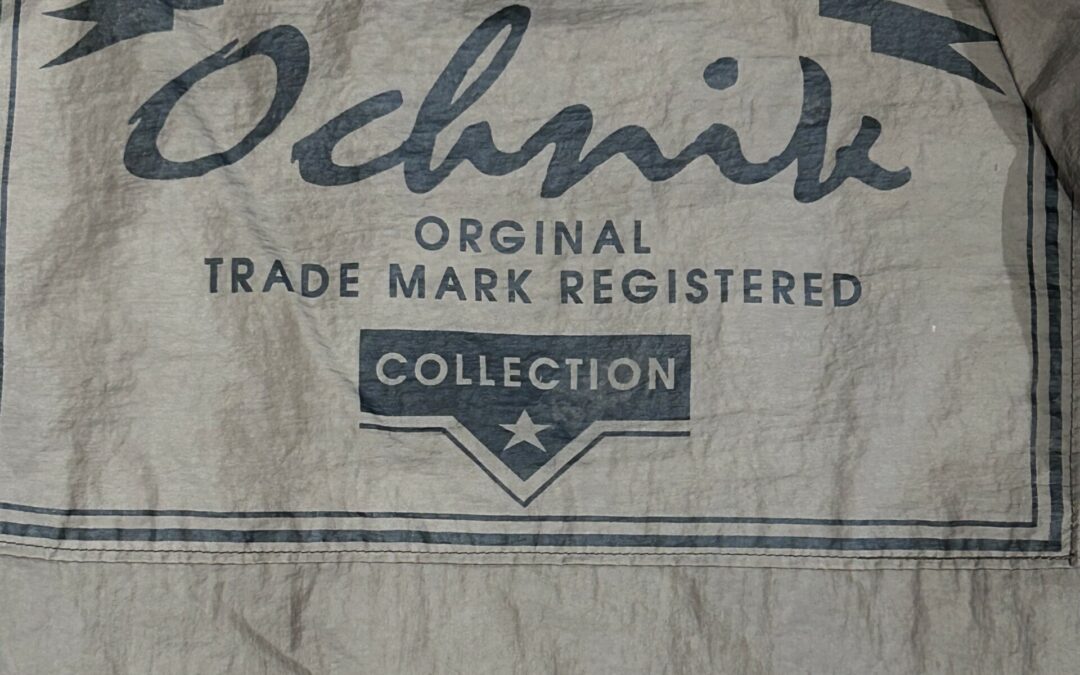 Ochnik
ORGINAL
TRADE MARK REGISTERED
COLLECTION